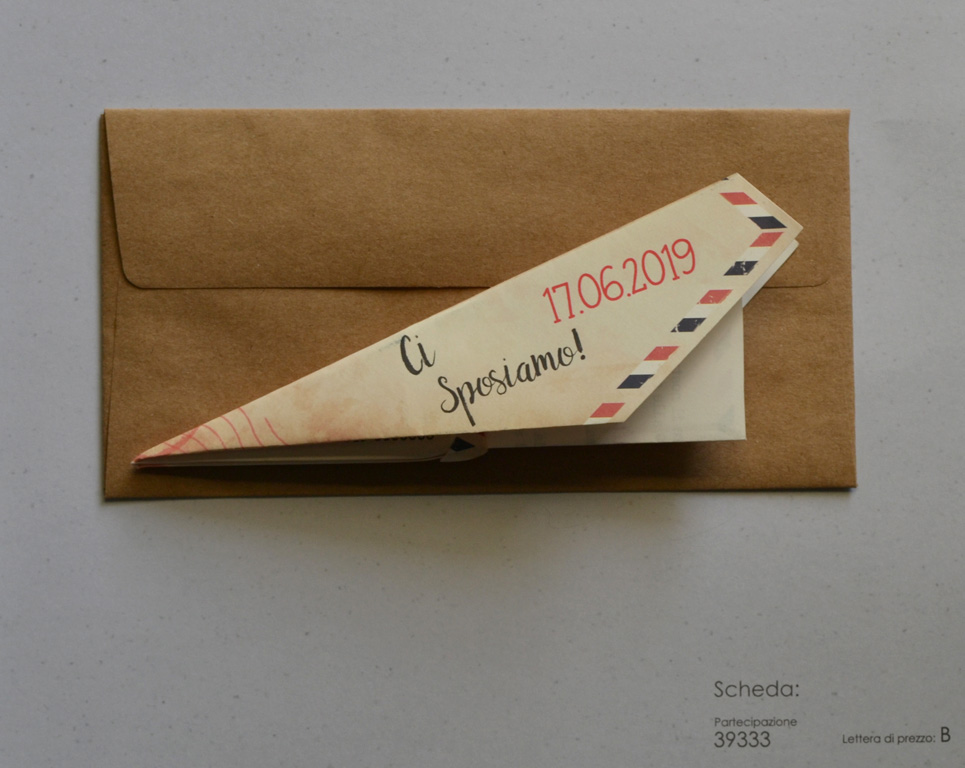 17.06.2019
Ci
Sposiamo!
Scheda:
Partecipazione
39333
Lettera di prezzo: B